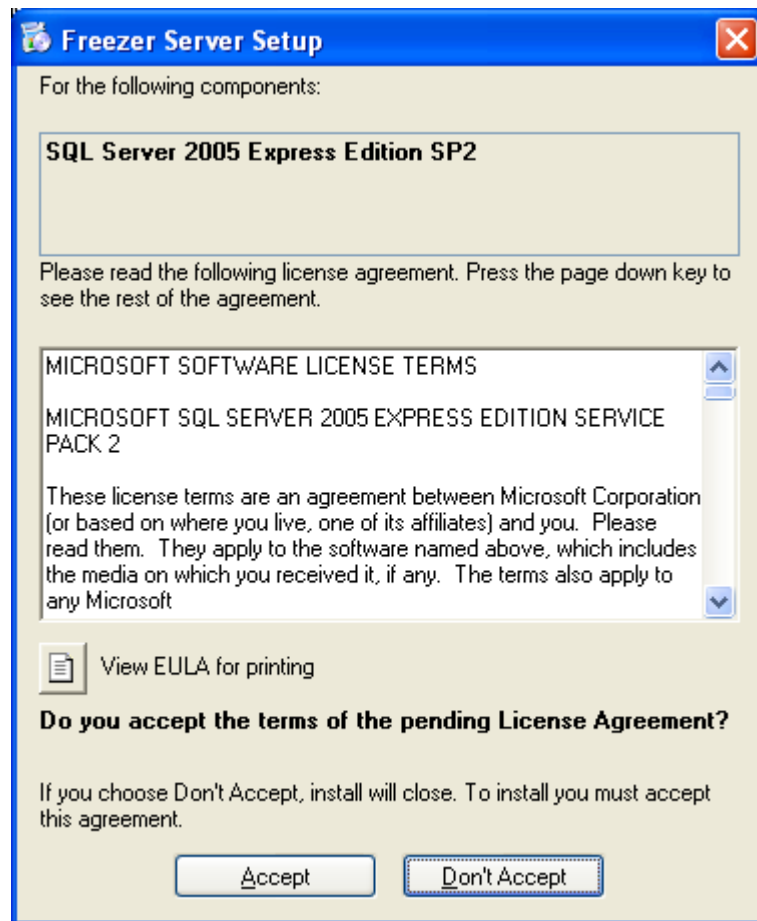 Freezer Server Setup
For the following components:
SQL Server 2005 Express Edition SP2
Please read the following license agreement. Press the page down key to
see the rest of the agreement.
MICROSOFT SOFTWARE LICENSE TERMS
MICROSOFT SQL SERVER 2005 EXPRESS EDITION SERVICE
PACK 2
These license terms are an agreement between Microsoft Corporation
(or based on where you live, one of its affiliates) and you.  Please
read them.  They apply to the software named above, which includes
the media on which you received it, if any.  The terms also apply to
any Microsoft
View EULA for printing
Do you accept the terms of the pending License Agreement?
If you choose Don't Accept, install will close. To install you must accept
this agreement.
Accept Don't Accept